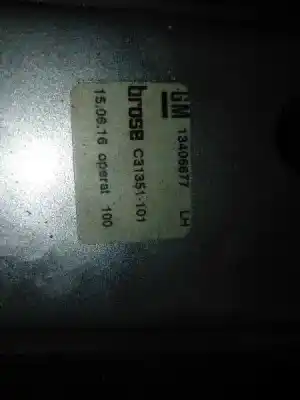 GM 13406677 LH
brose C31351-101
15.06.16 operat 100